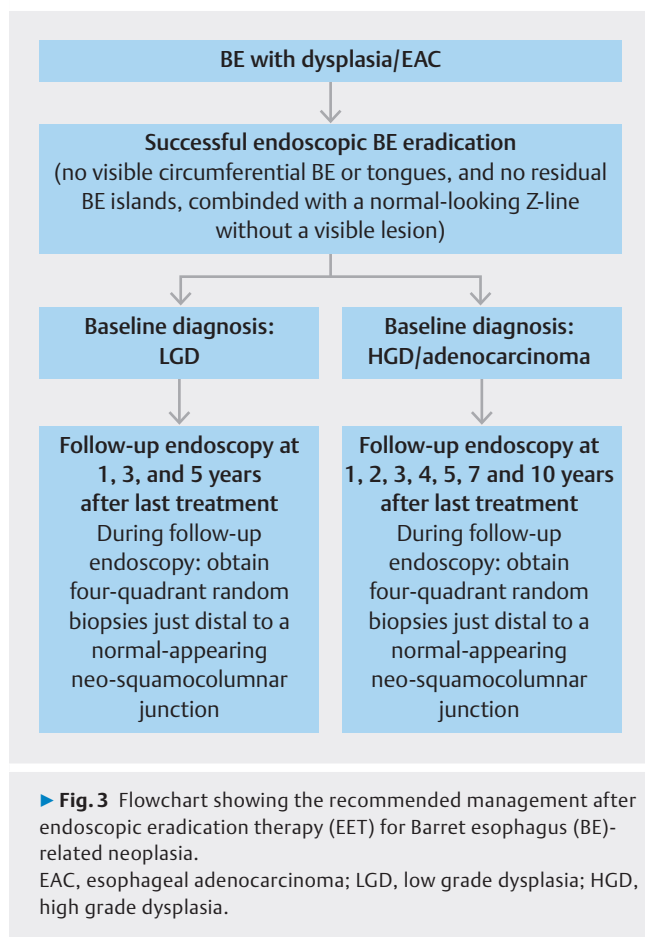 BE with dysplasia/EAC
Successful endoscopic BE eradication
(no visible circumferential BE or tongues, and no residual
BE islands, combinded with a normal-looking Z-line
without a visible lesion)
Baseline diagnosis:
LGD
Baseline diagnosis:
HGD/adenocarcinoma
Follow-up endoscopy at
1, 3, and 5 years
after last treatment
During follow-up
endoscopy: obtain
four-quadrant random
biopsies just distal to a
normal-appearing
neo-squamocolumnar
junction
Follow-up endoscopy at
1, 2, 3, 4, 5, 7 and 10 years
after last treatment
During follow-up
endoscopy: obtain
four-quadrant random
biopsies just distal to a
normal-appearing
neo-squamocolumnar
junction
▶ Fig. 3 Flowchart showing the recommended management after
endoscopic eradication therapy (EET) for Barret esophagus (BE)-
related neoplasia.
EAC, esophageal adenocarcinoma; LGD, low grade dysplasia; HGD,
high grade dysplasia.